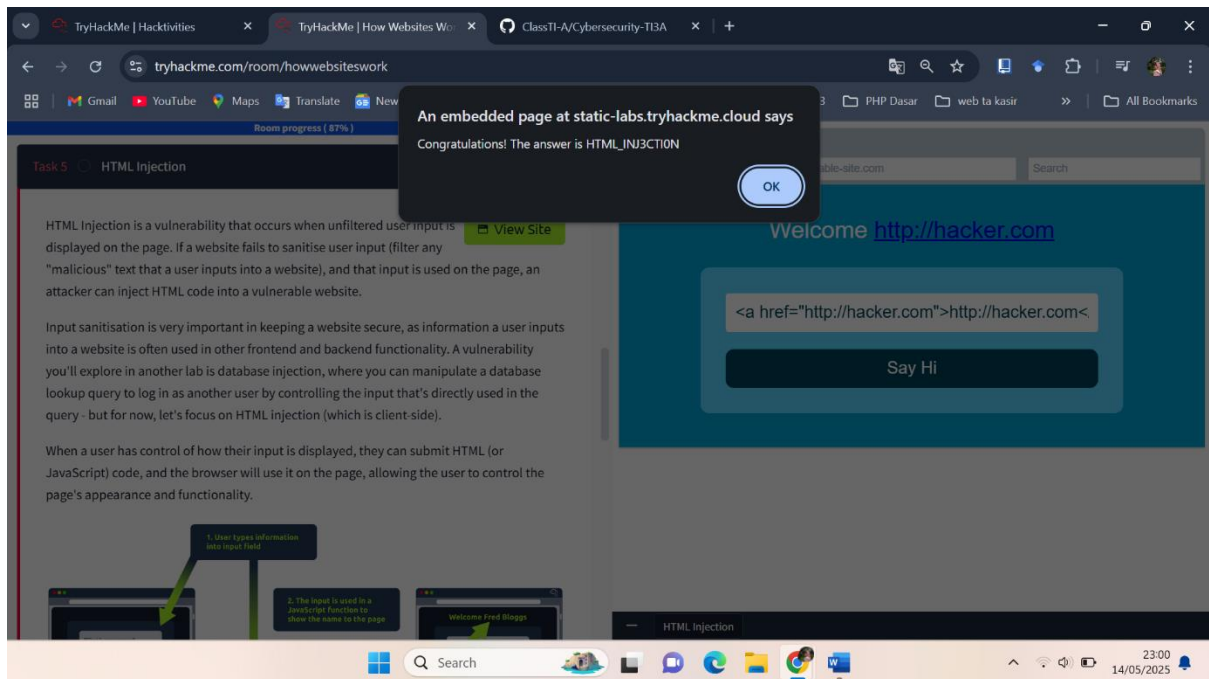 TryHackMe | Hacktivities
TryHackMe | How Websites Wo
ClassTI-A/Cybersecurity-TI3A
tryhackme.com/room/howwebsiteswork
Gmail
YouTube
Maps
Translate
New
PHP Dasar
web ta kasir
»
All Bookmarks
An embedded page at static-labs.tryhackme.cloud says
Congratulations! The answer is HTML_INJ3CTI0N
OK
Room progress ( 87% )
Task 5
HTML Injection
View Site
HTML Injection is a vulnerability that occurs when unfiltered user input is
displayed on the page. If a website fails to sanitise user input (filter any
"malicious" text that a user inputs into a website), and that input is used on the page, an
attacker can inject HTML code into a vulnerable website.
Input sanitisation is very important in keeping a website secure, as information a user inputs
into a website is often used in other frontend and backend functionality. A vulnerability
you'll explore in another lab is database injection, where you can manipulate a database
lookup query to log in as another user by controlling the input that's directly used in the
query - but for now, let's focus on HTML injection (which is client-side).
When a user has control of how their input is displayed, they can submit HTML (or
JavaScript) code, and the browser will use it on the page, allowing the user to control the
page's appearance and functionality.
1. User types information
into input field
2. The input is used in a
JavaScript function to
show the name to the page
Welcome Fred Bloggs
able-site.com
Search
Welcome http://hacker.com
<a href="http://hacker.com">http://hacker.com<
Say Hi
HTML Injection
Search
23:00
14/05/2025